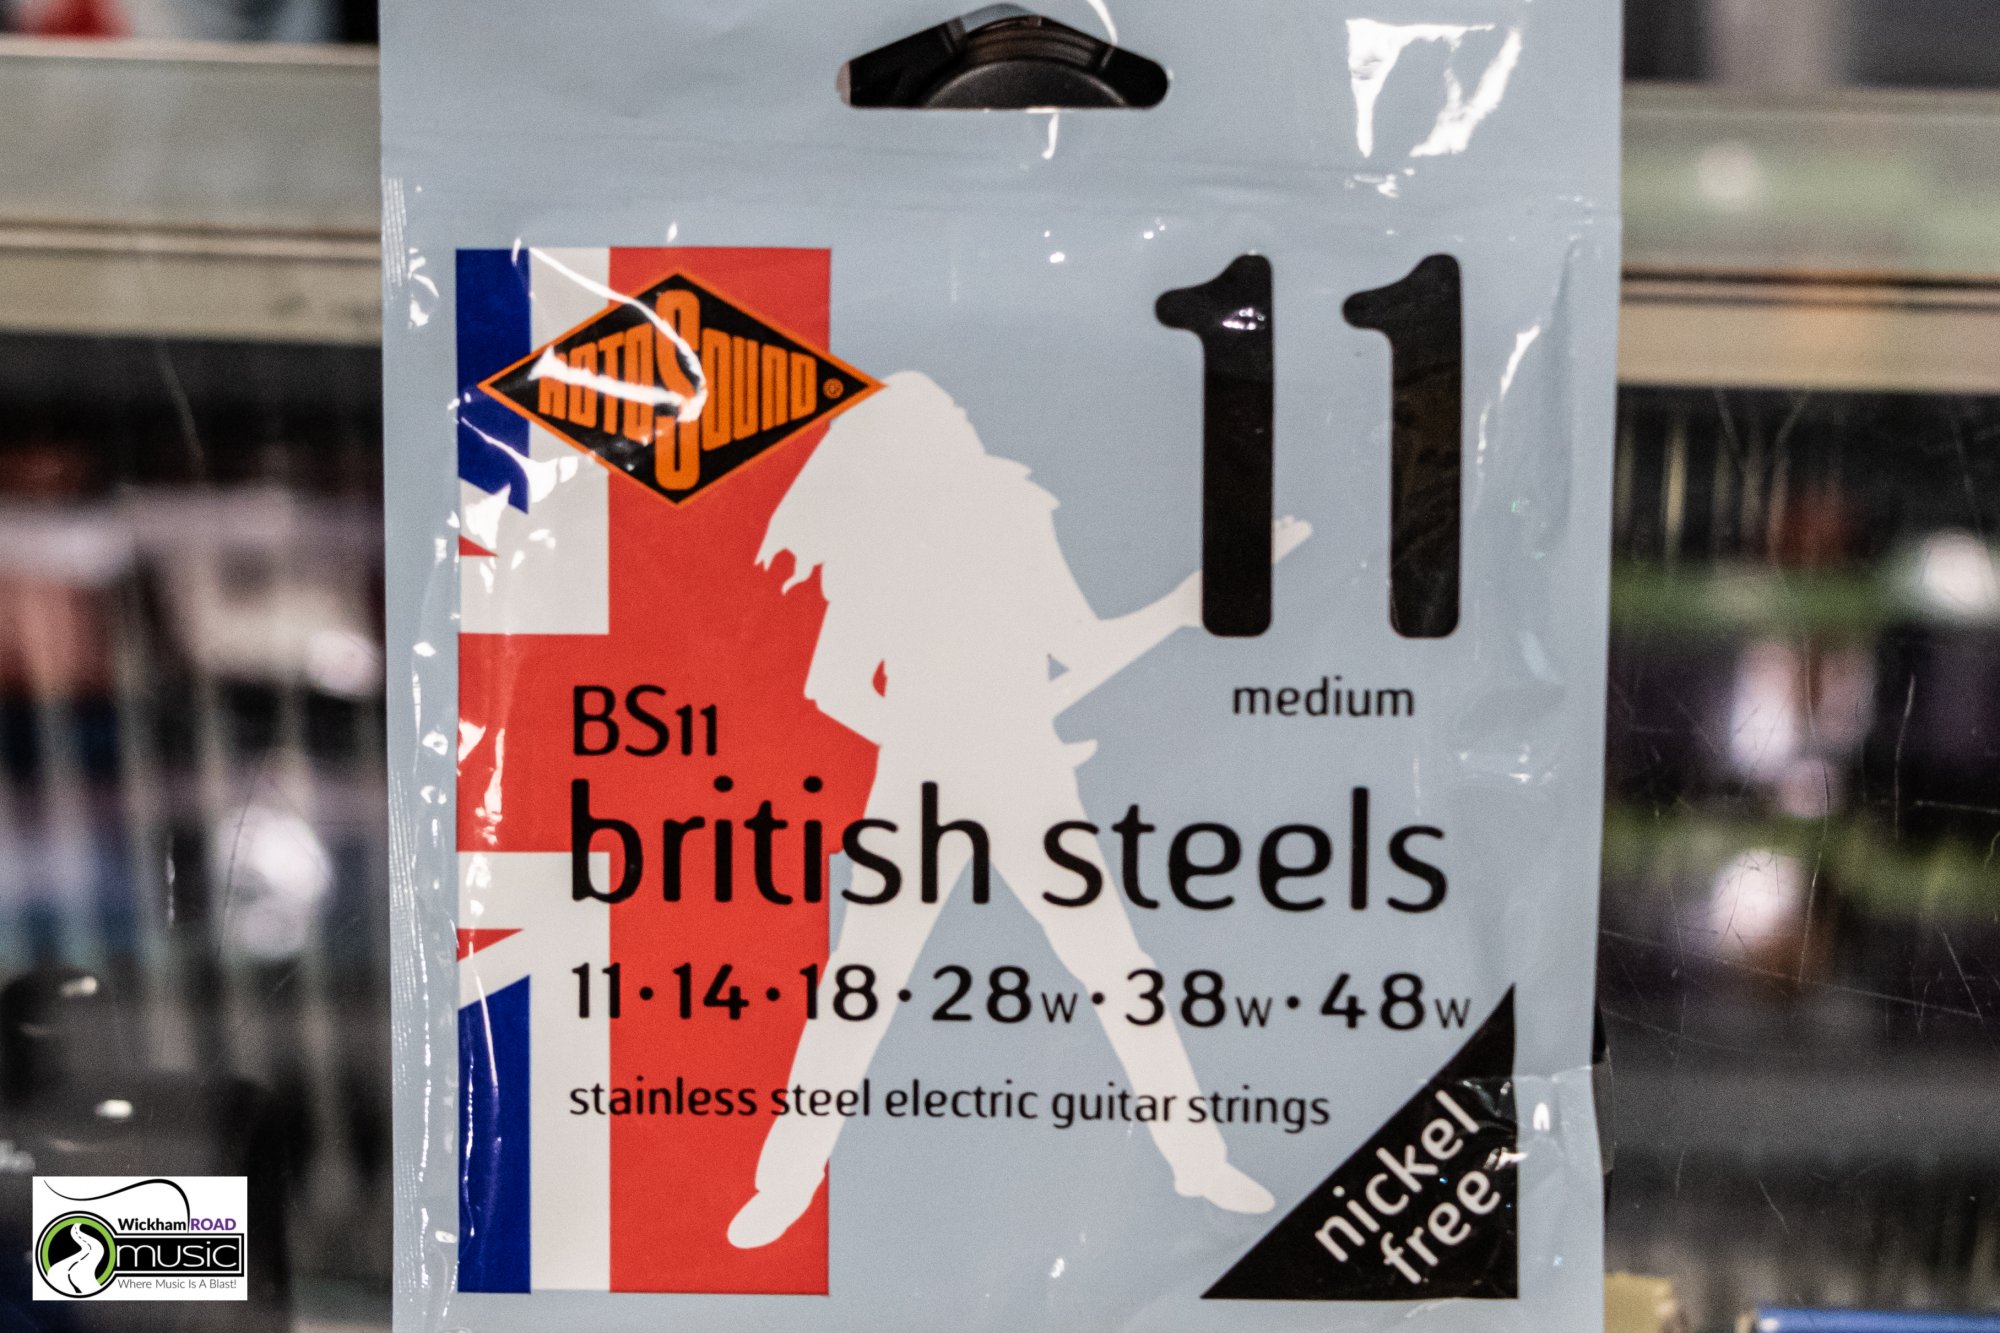 ROTOSOUND®
11
medium
BS11
british steels
11 • 14 • 18 • 28w • 38w • 48w
stainless steel electric guitar strings
nickel
free
Wickham ROAD
music
Where Music Is A Blast!